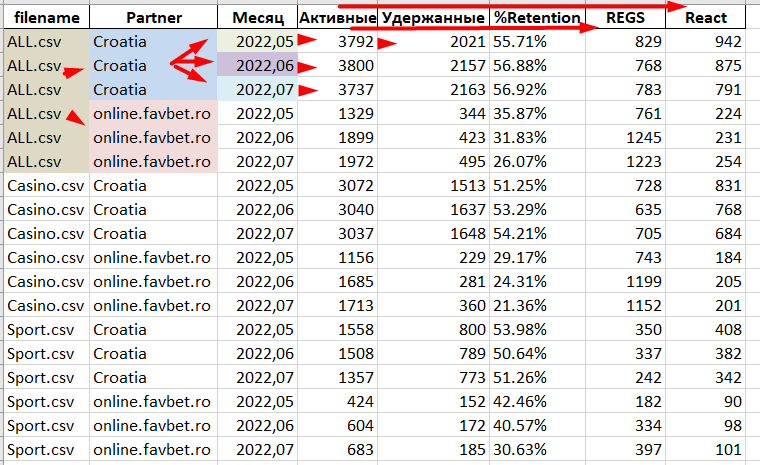 filename Partner Месяц Активные Удержанные %Retention REGS React
ALL.csv Croatia 2022,05 3792 2021 55.71% 829 942
ALL.csv Croatia 2022,06 3800 2157 56.88% 768 875
ALL.csv Croatia 2022,07 3737 2163 56.92% 783 791
ALL.csv online.favbet.ro 2022,05 1329 344 35.87% 761 224
ALL.csv online.favbet.ro 2022,06 1899 423 31.83% 1245 231
ALL.csv online.favbet.ro 2022,07 1972 495 26.07% 1223 254
Casino.csv Croatia 2022,05 3072 1513 51.25% 728 831
Casino.csv Croatia 2022,06 3040 1637 53.29% 635 768
Casino.csv Croatia 2022,07 3037 1648 54.21% 705 684
Casino.csv online.favbet.ro 2022,05 1156 229 29.17% 743 184
Casino.csv online.favbet.ro 2022,06 1685 281 24.31% 1199 205
Casino.csv online.favbet.ro 2022,07 1713 360 21.36% 1152 201
Sport.csv Croatia 2022,05 1558 800 53.98% 350 408
Sport.csv Croatia 2022,06 1508 789 50.64% 337 382
Sport.csv Croatia 2022,07 1357 773 51.26% 242 342
Sport.csv online.favbet.ro 2022,05 424 152 42.46% 182 90
Sport.csv online.favbet.ro 2022,06 604 172 40.57% 334 98
Sport.csv online.favbet.ro 2022,07 683 185 30.63% 397 101